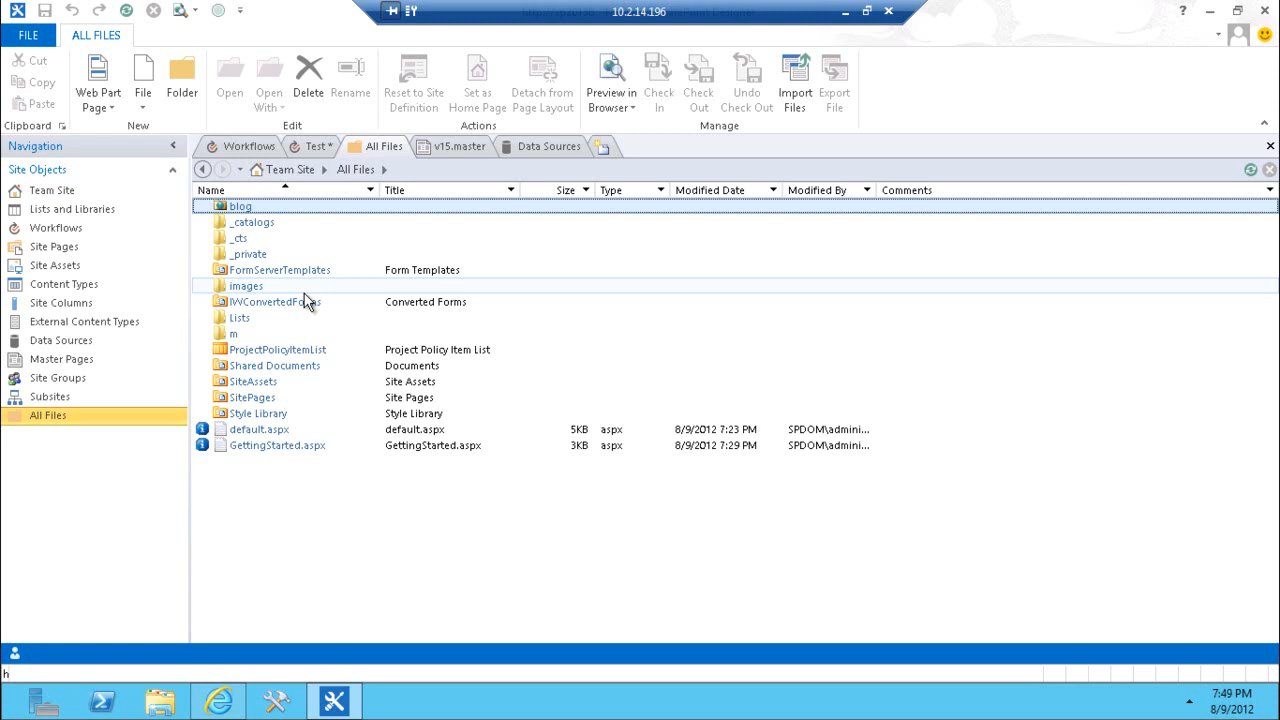 10.2.14.196
FILE
ALL FILES
Cut
Copy
Paste
Web Part Page
File
Folder
Open
Open With
Delete
Rename
Reset to Site Definition
Set as Home Page
Detach from Page Layout
Preview in Browser
Check In
Check Out
Undo Check Out
Import Files
Export File
Clipboard
New
Edit
Actions
Manage
Navigation
Workflows
Test *
All Files
v15.master
Data Sources
Site Objects
Team Site
Lists and Libraries
Workflows
Site Pages
Site Assets
Content Types
Site Columns
External Content Types
Data Sources
Master Pages
Site Groups
Subsites
All Files
Team Site
All Files
Name Title Size Type Modified Date Modified By Comments
blog
_catalogs
_cts
_private
FormServerTemplates Form Templates
images
Converted Forms
Lists
m
ProjectPolicyItemList Project Policy Item List
Shared Documents Documents
SiteAssets Site Assets
SitePages Site Pages
Style Library Style Library
default.aspx default.aspx 5KB aspx 8/9/2012 7:23 PM SPDOM\admini...
GettingStarted.aspx GettingStarted.aspx 3KB aspx 8/9/2012 7:29 PM SPDOM\admini...
h
7:49 PM
8/9/2012